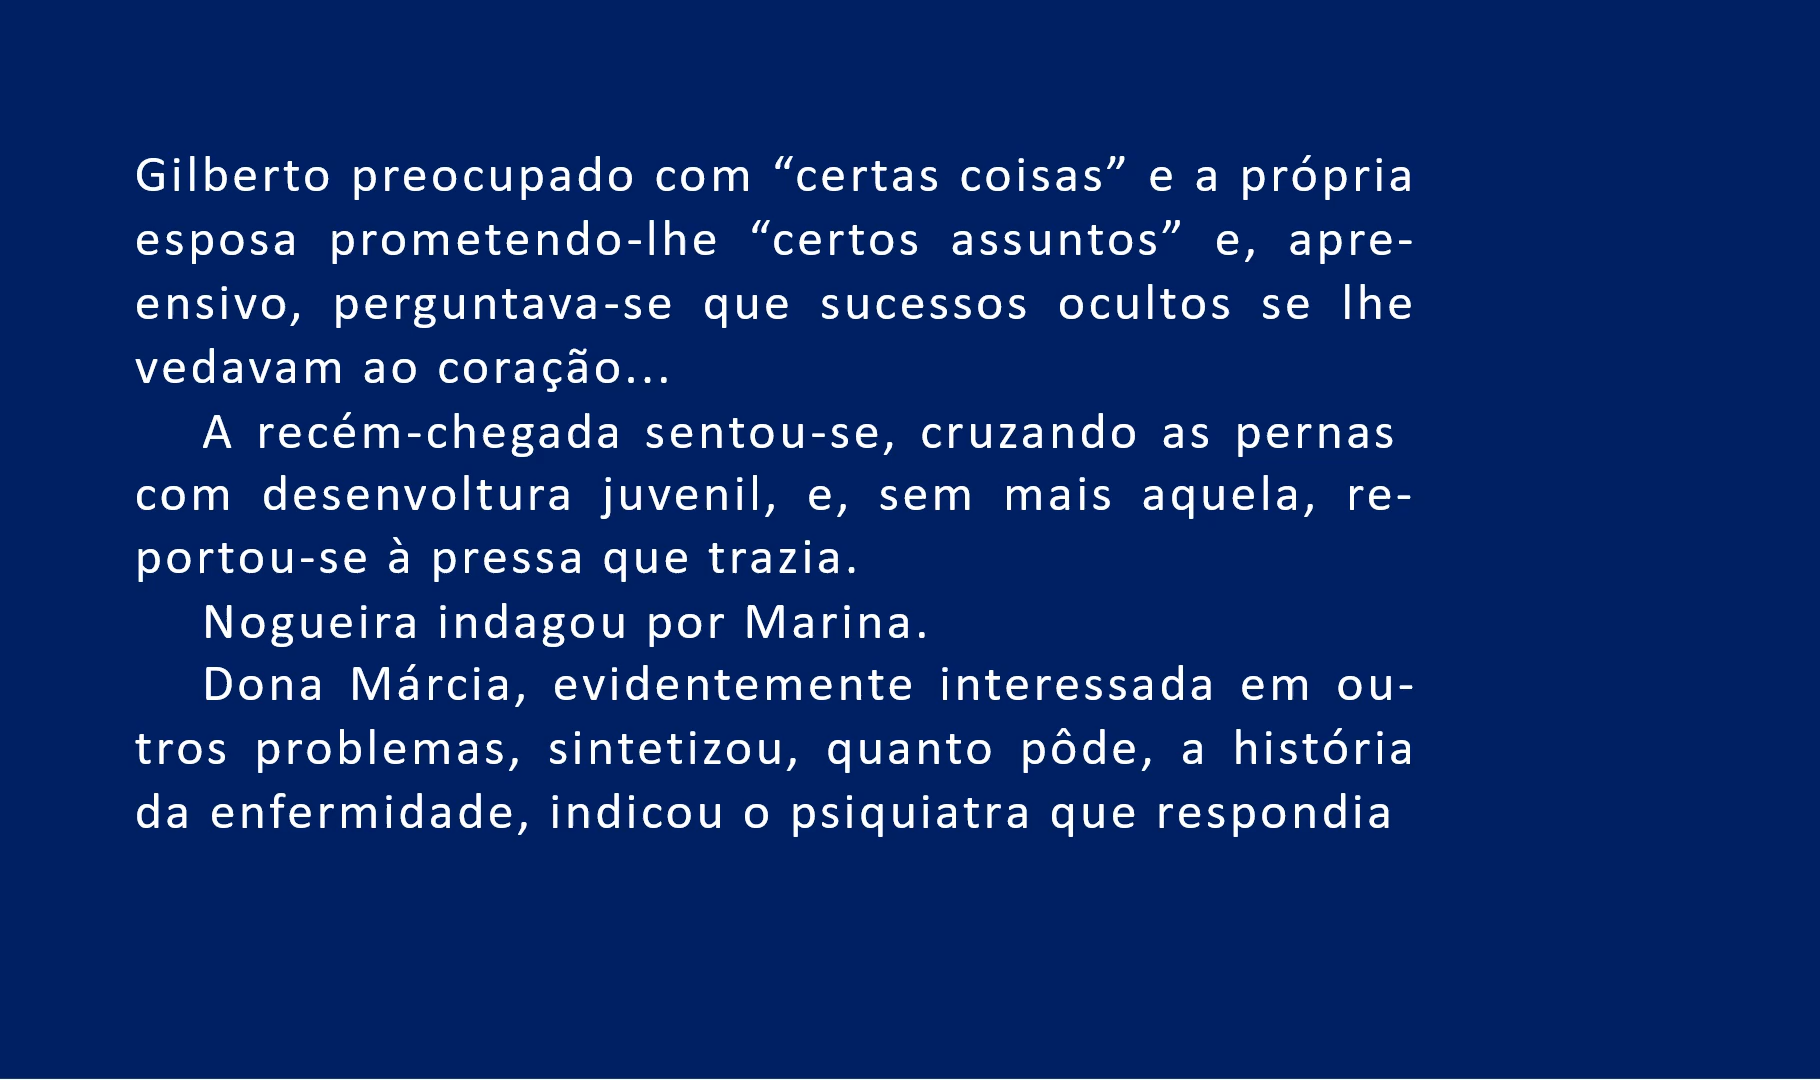 Gilberto preocupado com “certas coisas” e a própria
esposa prometendo-lhe “certos assuntos” e, apre-
ensivo, perguntava-se que sucessos ocultos se lhe
vedavam ao coração...
A recém-chegada sentou-se, cruzando as pernas
com desenvoltura juvenil, e, sem mais aquela, re-
portou-se à pressa que trazia.
Nogueira indagou por Marina.
Dona Márcia, evidentemente interessada em ou-
tros problemas, sintetizou, quanto pôde, a história
da enfermidade, indicou o psiquiatra que respondia